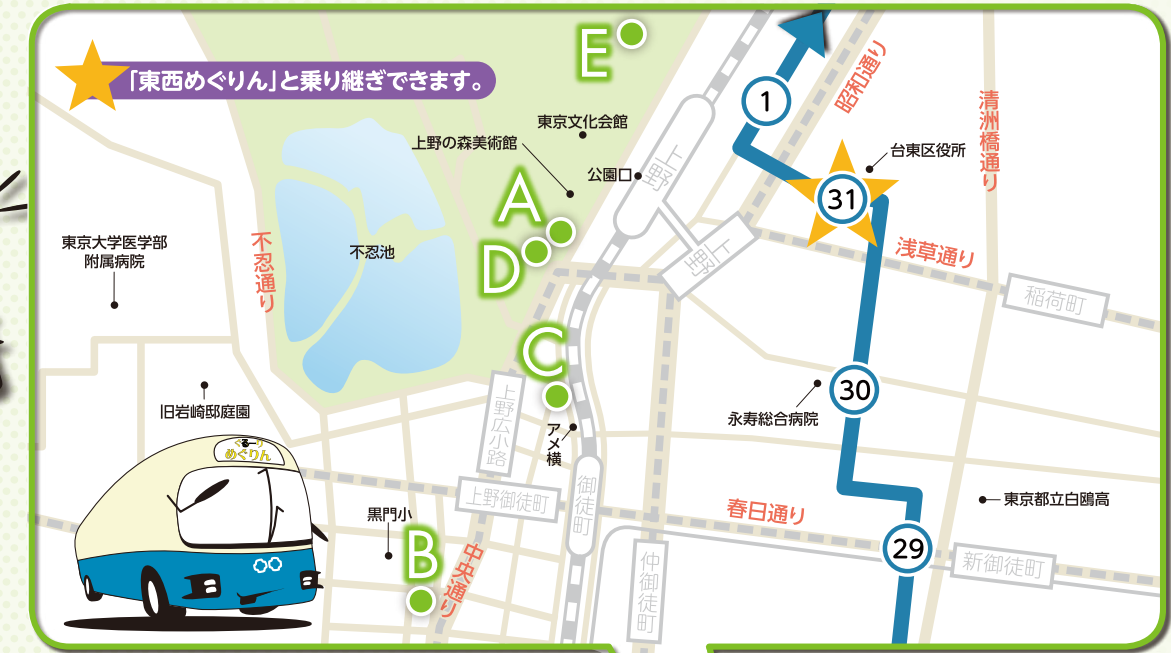 「東西めぐりん」と乗り継ぎできます。
E
1
昭和通り
清洲橋通り
東京文化会館
上野の森美術館
公園口
上野
台東区役所
31
A
D
不忍池
不忍通り
東京大学医学部
附属病院
上野
浅草通り
稲荷町
C
旧岩崎邸庭園
上野広小路
アメ横
永寿総合病院
30
ぐるーり
めぐりん
上野御徒町
御徒町
春日通り
東京都立白鴎高
黒門小
B
中央通り
仲御徒町
29
新御徒町